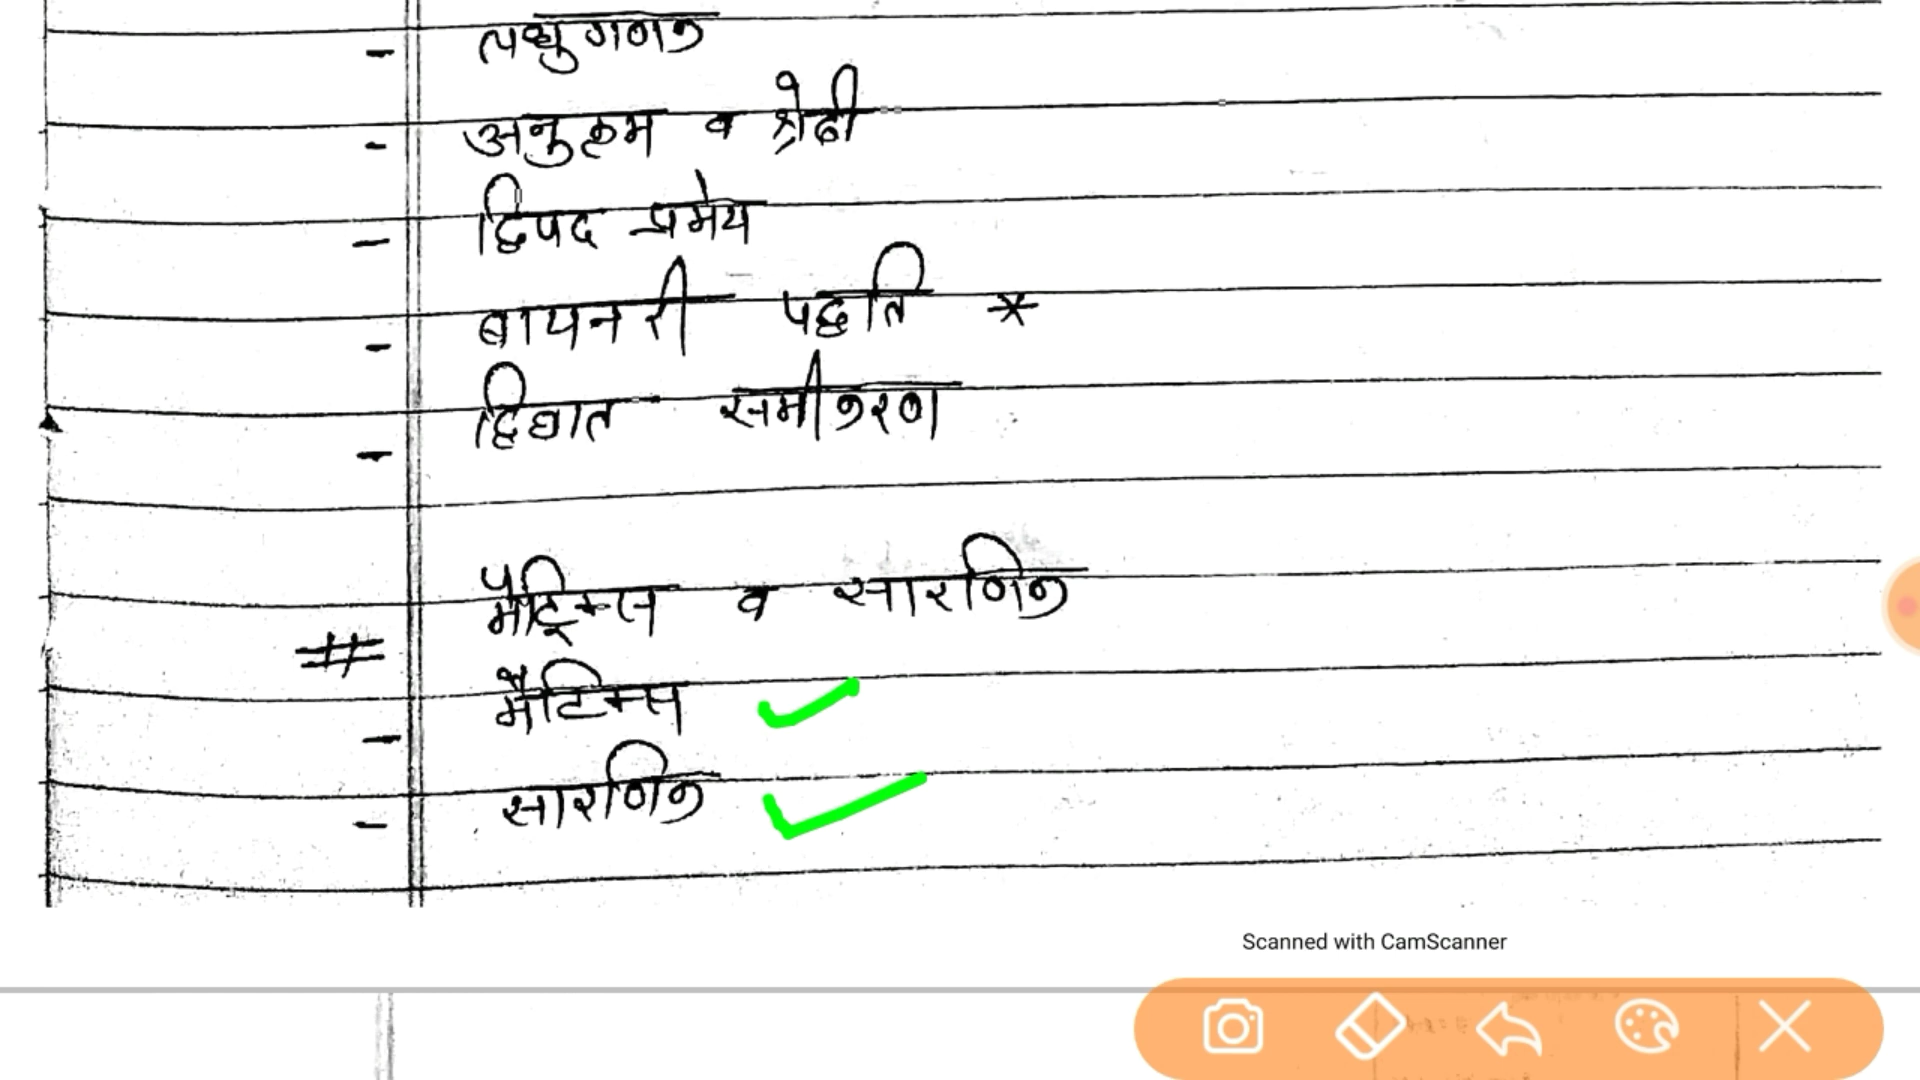 - लघुगणक
- अनुक्रम व श्रेढी
- द्विपद प्रमेय
- बायनरी पद्धति *
- द्विघात समीकरण
# मैट्रिक्स व सारणिक
- मैट्रिक्स
- सारणिक
Scanned with CamScanner